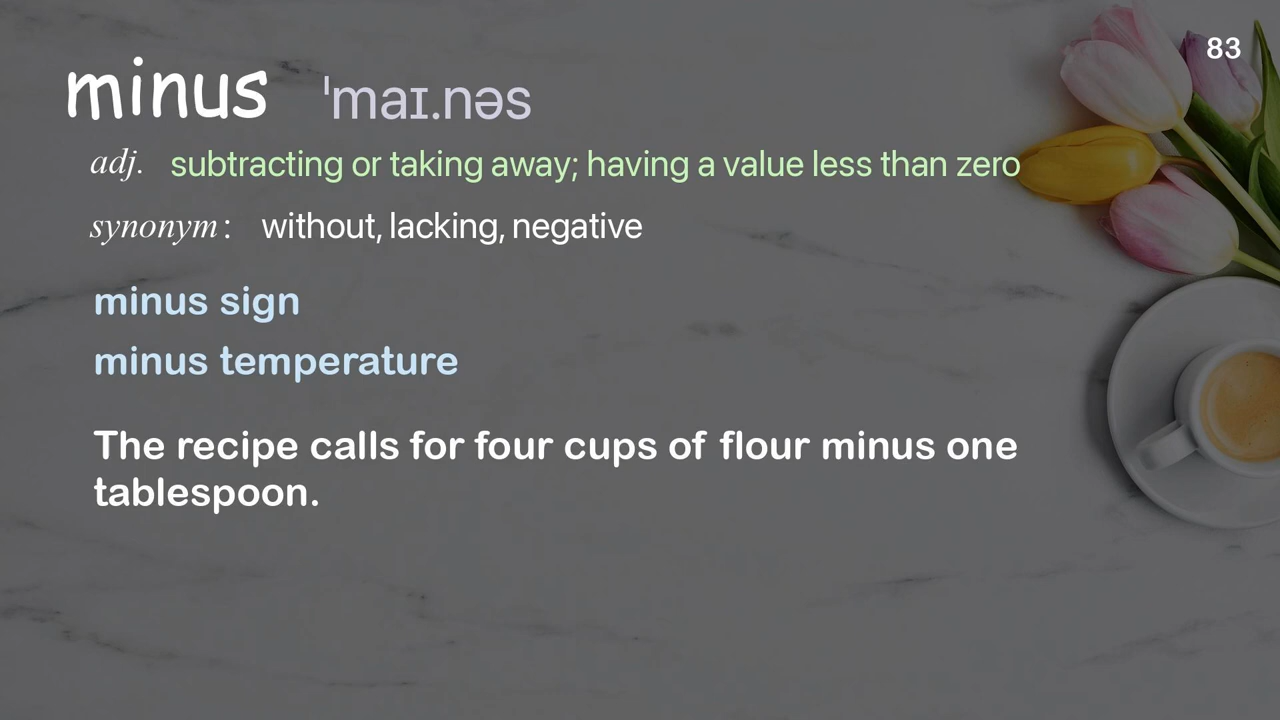 83
minus ˈmaɪ.nəs
adj. subtracting or taking away; having a value less than zero
synonym: without, lacking, negative
minus sign
minus temperature
The recipe calls for four cups of flour minus one
tablespoon.